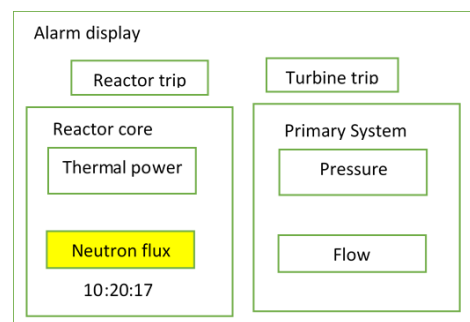 Alarm display
Reactor trip
Turbine trip
Reactor core
Thermal power
Neutron flux
10:20:17
Primary System
Pressure
Flow